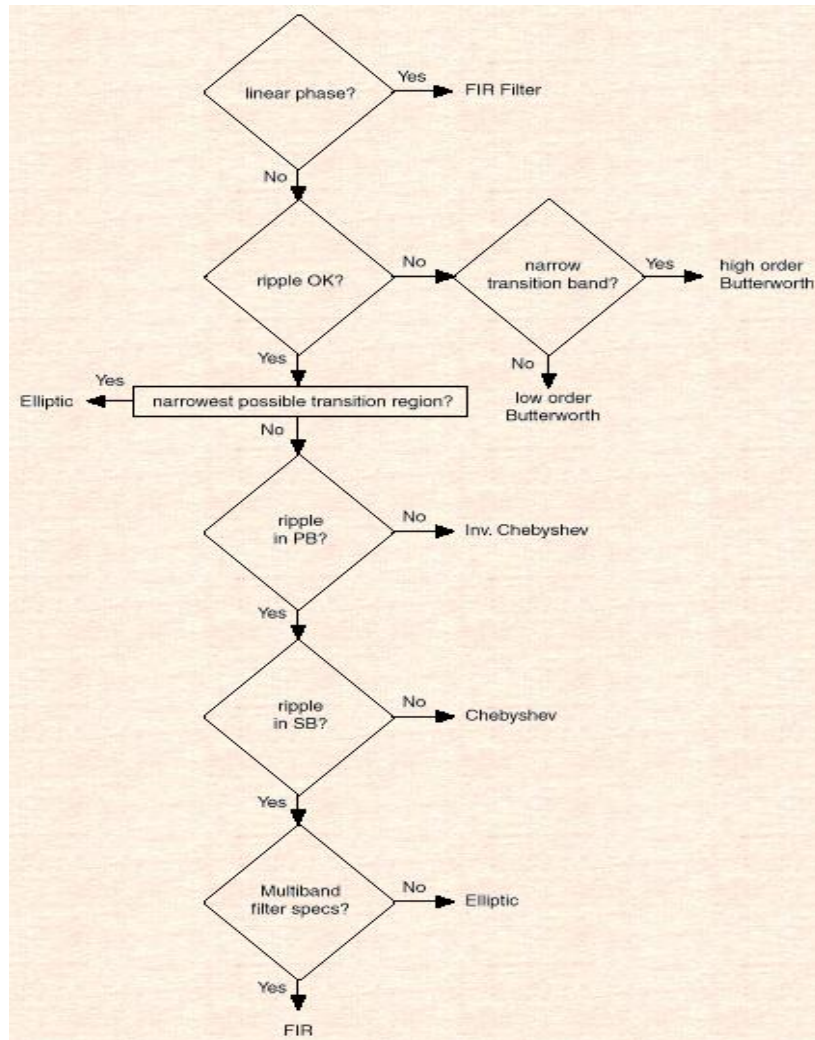 linear phase?
Yes
FIR Filter
No
ripple OK?
No
narrow
transition band?
Yes
high order
Butterworth
Yes
No
low order
Butterworth
Elliptic
Yes
narrowest possible transition region?
No
ripple
in PB?
No
Inv. Chebyshev
Yes
ripple
in SB?
No
Chebyshev
Yes
Multiband
filter specs?
No
Elliptic
Yes
FIR